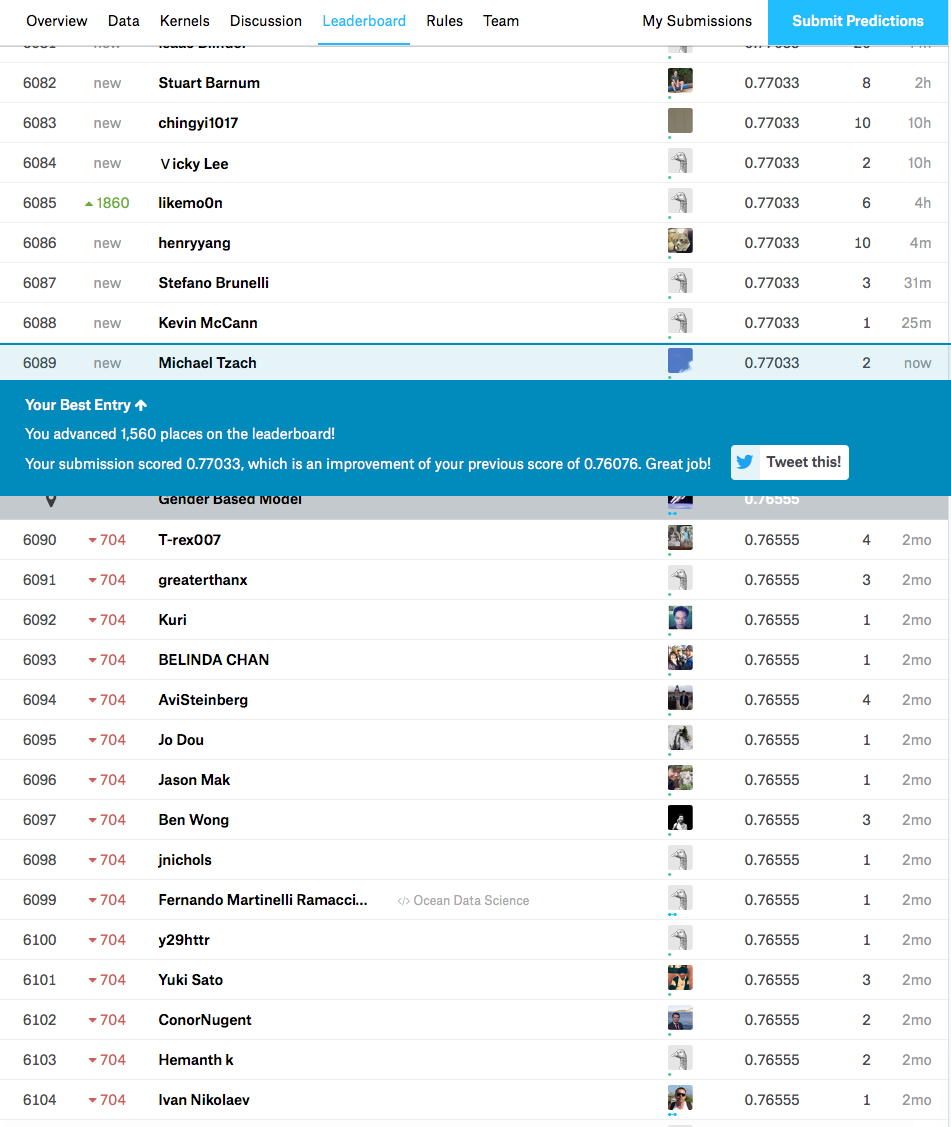 Overview Data Kernels Discussion Leaderboard Rules Team My Submissions Submit Predictions
6082 new Stuart Barnum 0.77033 8 2h
6083 new chingyi1017 0.77033 10 10h
6084 new Vicky Lee 0.77033 2 10h
6085 1860 likemo0n 0.77033 6 4h
6086 new henryyang 0.77033 10 4m
6087 new Stefano Brunelli 0.77033 3 31m
6088 new Kevin McCann 0.77033 1 25m
6089 new Michael Tzach 0.77033 2 now
Your Best Entry
You advanced 1,560 places on the leaderboard!
Your submission scored 0.77033, which is an improvement of your previous score of 0.76076. Great job! Tweet this!
Gender Based Model 0.76555
6090 704 T-rex007 0.76555 4 2mo
6091 704 greaterthanx 0.76555 3 2mo
6092 704 Kuri 0.76555 1 2mo
6093 704 BELINDA CHAN 0.76555 1 2mo
6094 704 AviSteinberg 0.76555 4 2mo
6095 704 Jo Dou 0.76555 1 2mo
6096 704 Jason Mak 0.76555 1 2mo
6097 704 Ben Wong 0.76555 3 2mo
6098 704 jnichols 0.76555 1 2mo
6099 704 Fernando Martinelli Ramacci... </> Ocean Data Science 0.76555 1 2mo
6100 704 y29httr 0.76555 1 2mo
6101 704 Yuki Sato 0.76555 3 2mo
6102 704 ConorNugent 0.76555 2 2mo
6103 704 Hemanth k 0.76555 2 2mo
6104 704 Ivan Nikolaev 0.76555 1 2mo